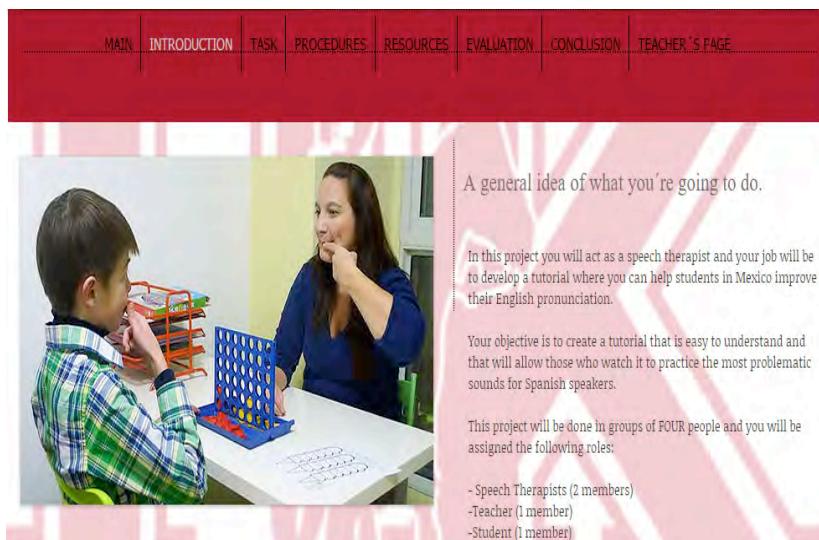 MAIN INTRODUCTION TASK PROCEDURES RESOURCES EVALUATION CONCLUSION TEACHER´S PAGE
A general idea of what you´re going to do.
In this project you will act as a speech therapist and your job will be
to develop a tutorial where you can help students in Mexico improve
their English pronunciation.
Your objective is to create a tutorial that is easy to understand and
that will allow those who watch it to practice the most problematic
sounds for Spanish speakers.
This project will be done in groups of FOUR people and you will be
assigned the following roles:
- Speech Therapists (2 members)
-Teacher (1 member)
-Student (1 member)